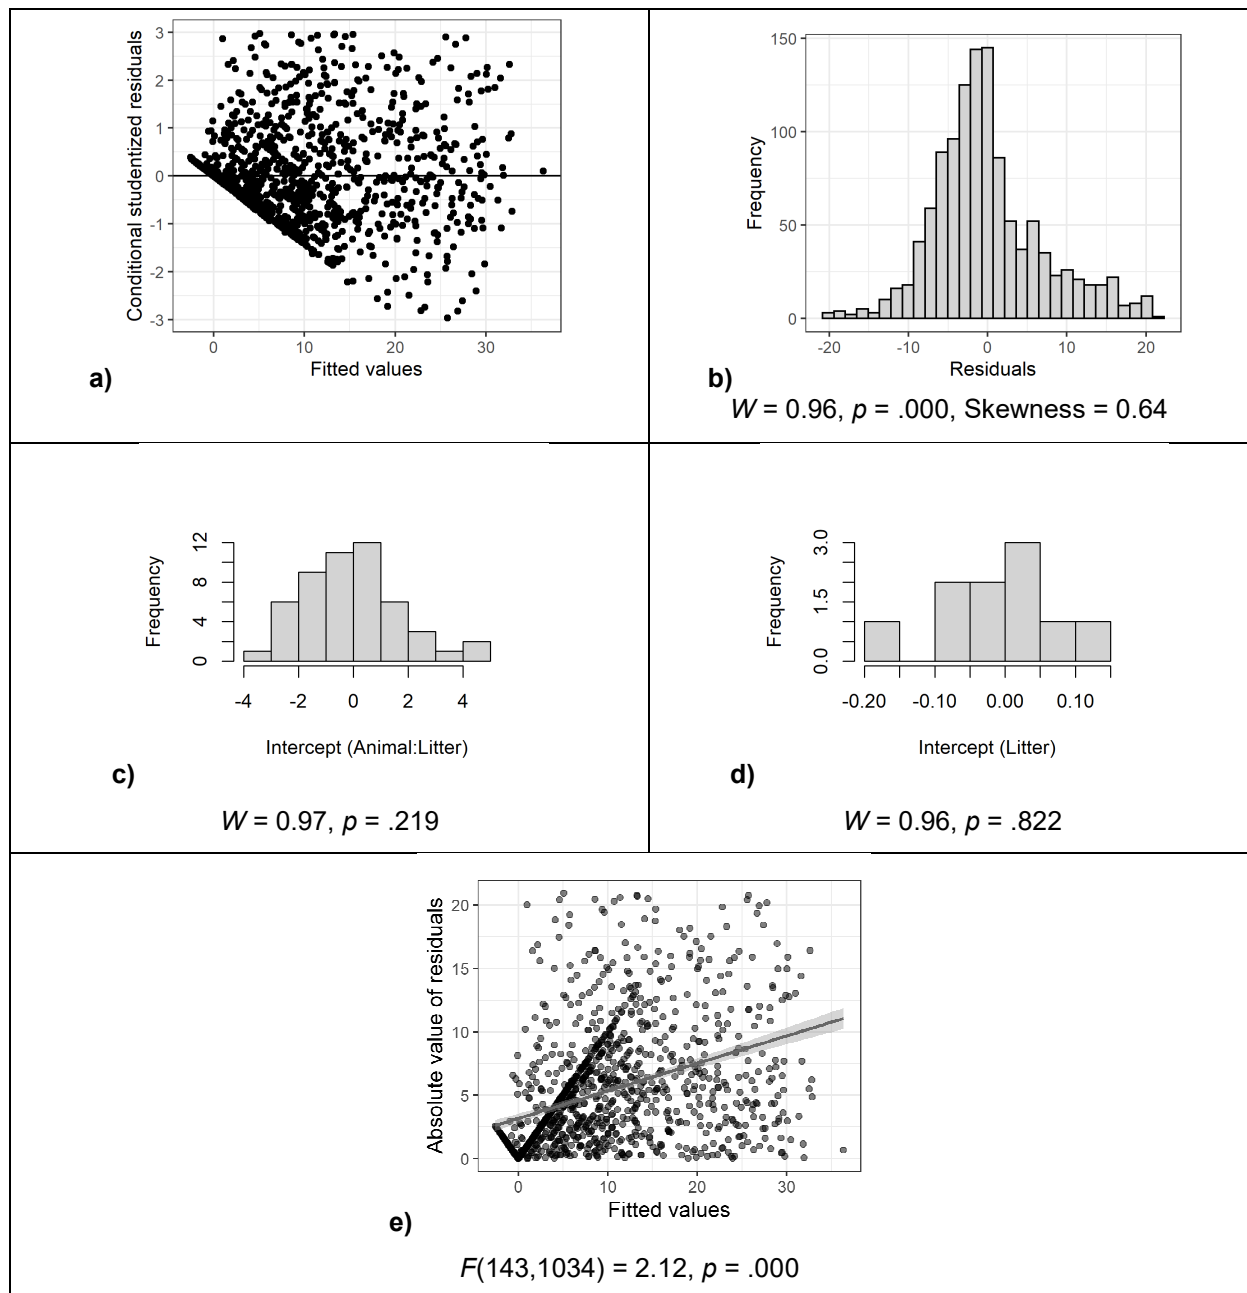 3
2
1
0
-1
-2
-3
Conditional studentized residuals
0 10 20 30
Fitted values
a)
150
100
50
0
Frequency
-20 -10 0 10 20
Residuals
b)
W = 0.96, p = .000, Skewness = 0.64
12
8
4
0
Frequency
-4 -2 0 2 4
Intercept (Animal:Litter)
c)
W = 0.97, p = .219
3.0
1.5
0.0
Frequency
-0.20 -0.10 0.00 0.10
Intercept (Litter)
d)
W = 0.96, p = .822
20
15
10
5
0
Absolute value of residuals
0 10 20 30
Fitted values
e)
F(143,1034) = 2.12, p = .000